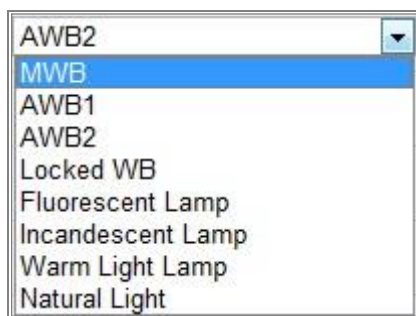 AWB2
MWB
AWB1
AWB2
Locked WB
Fluorescent Lamp
Incandescent Lamp
Warm Light Lamp
Natural Light